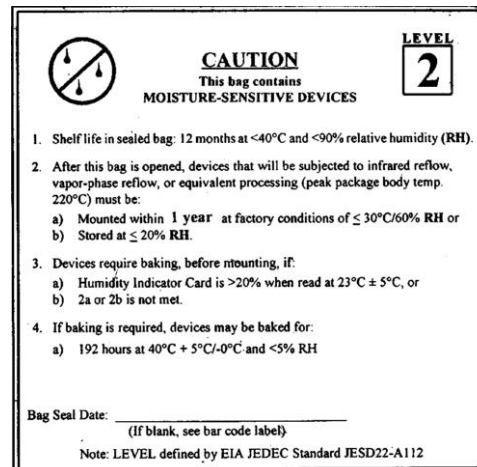 LEVEL
2
CAUTION
This bag contains
MOISTURE-SENSITIVE DEVICES
1. Shelf life in sealed bag: 12 months at <40°C and <90% relative humidity (RH).
2. After this bag is opened, devices that will be subjected to infrared reflow,
vapor-phase reflow, or equivalent processing (peak package body temp.
220°C) must be:
a) Mounted within 1 year at factory conditions of ≤ 30°C/60% RH or
b) Stored at ≤ 20% RH.
3. Devices require baking, before mounting, if:
a) Humidity Indicator Card is >20% when read at 23°C ± 5°C, or
b) 2a or 2b is not met.
4. If baking is required, devices may be baked for:
a) 192 hours at 40°C + 5°C/-0°C and <5% RH
Bag Seal Date: ____________________
(If blank, see bar code label)
Note: LEVEL defined by EIA JEDEC Standard JESD22-A112